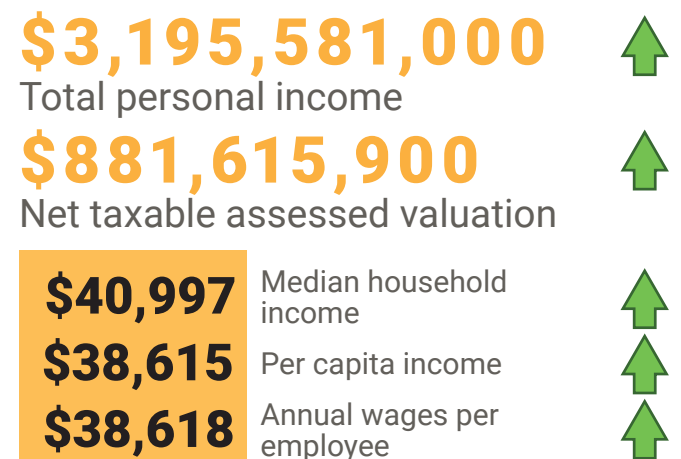 $3,195,581,000
Total personal income
$881,615,900
Net taxable assessed valuation
$40,997
Median household
income
$38,615
Per capita income
$38,618
Annual wages per
employee